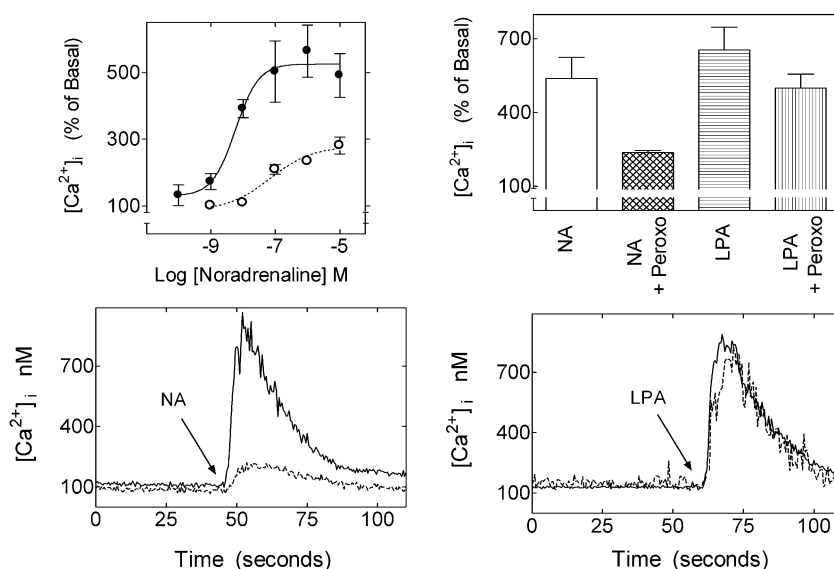 [Ca²⁺]ᵢ (% of Basal)
500
300
100
-9 -7 -5
Log [Noradrenaline] M
[Ca²⁺]ᵢ (% of Basal)
700
500
300
100
NA
NA + Peroxo
LPA
LPA + Peroxo
[Ca²⁺]ᵢ nM
700
400
100
NA
0 25 50 75 100
Time (seconds)
[Ca²⁺]ᵢ nM
700
400
100
LPA
0 25 50 75 100
Time (seconds)